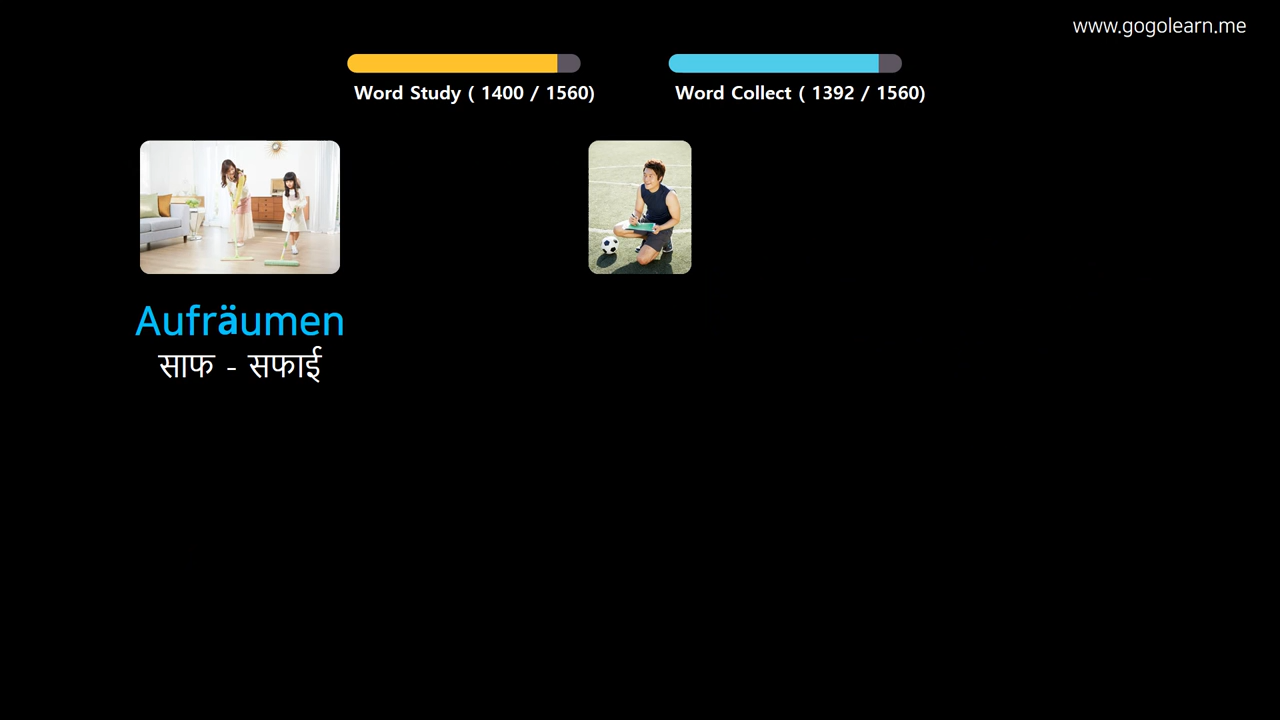 www.gogolearn.me
Word Study ( 1400 / 1560)
Word Collect ( 1392 / 1560)
Aufräumen
साफ - सफाई